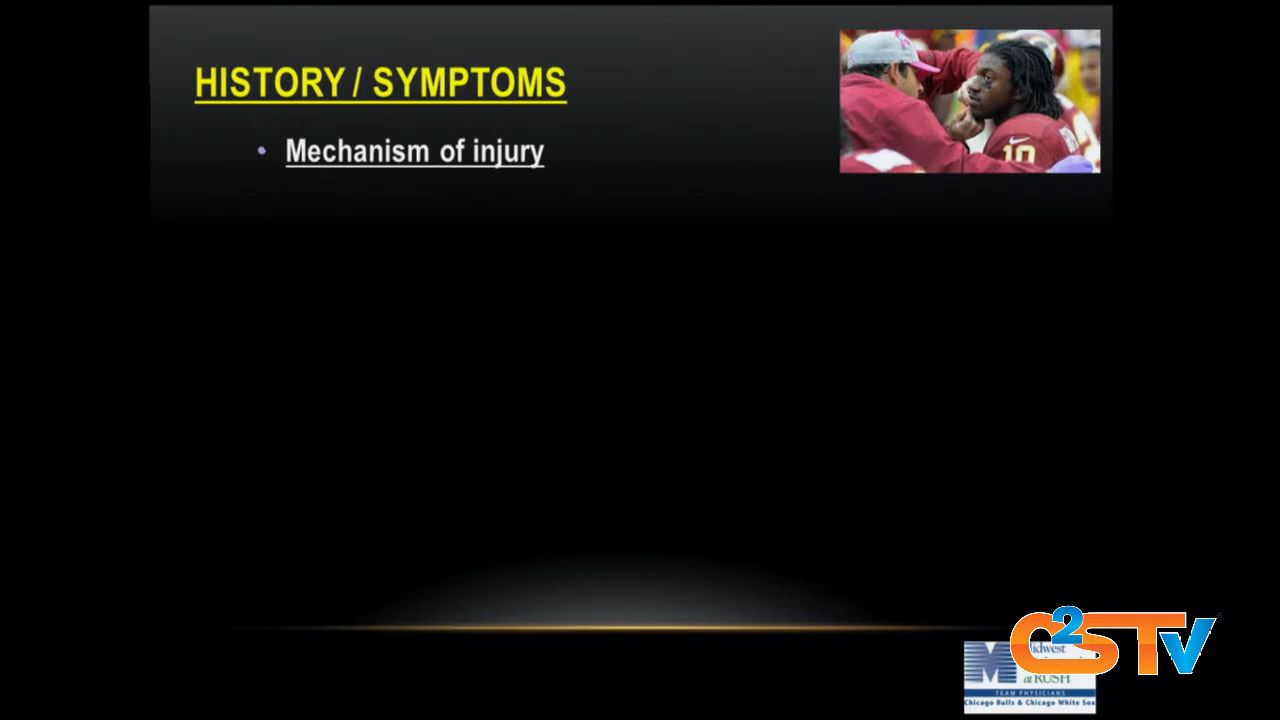 HISTORY / SYMPTOMS
• Mechanism of injury
10
C2STV
idwest
at RUSH
TEAM PHYSICIANS
Chicago Bulls & Chicago White Sox